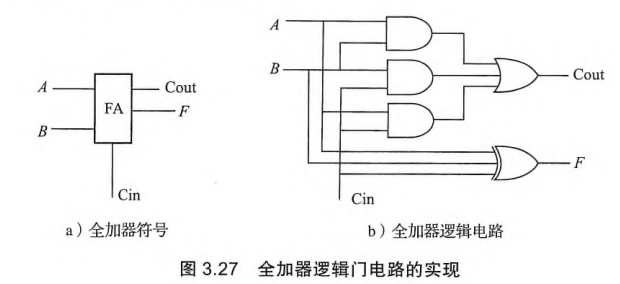 A
B
FA
Cout
F
Cin
a）全加器符号
A
B
Cout
F
Cin
b）全加器逻辑电路
图 3.27 全加器逻辑门电路的实现